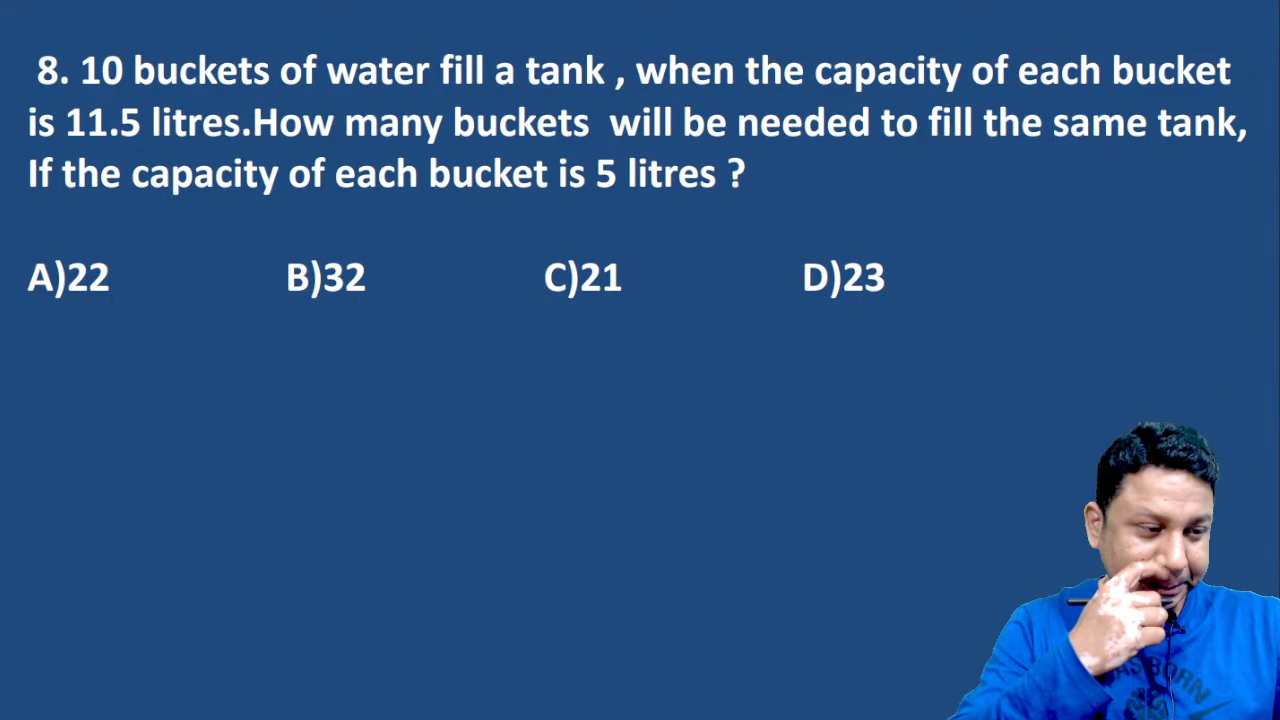 8. 10 buckets of water fill a tank , when the capacity of each bucket
is 11.5 litres.How many buckets will be needed to fill the same tank,
If the capacity of each bucket is 5 litres ?
A)22 B)32 C)21 D)23